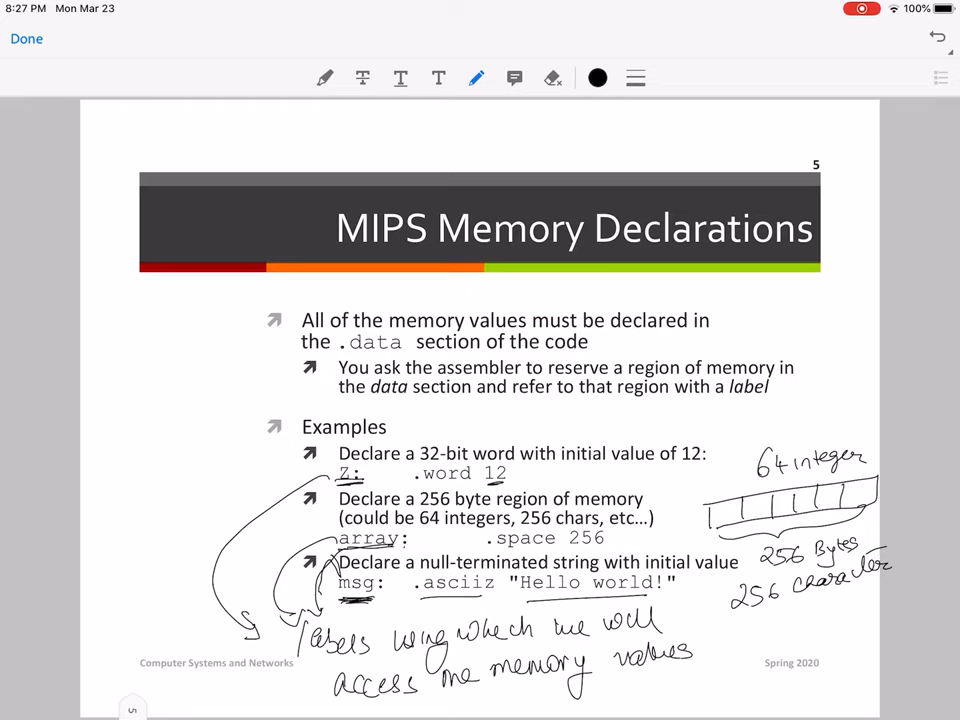 8:27 PM Mon Mar 23
100%
Done
T T T
5
MIPS Memory Declarations
All of the memory values must be declared in
the .data section of the code
You ask the assembler to reserve a region of memory in
the data section and refer to that region with a label
Examples
Declare a 32-bit word with initial value of 12:
Z: .word 12
64 integer
Declare a 256 byte region of memory
(could be 64 integers, 256 chars, etc…)
array: .space 256
256 Bytes
256 character
Declare a null-terminated string with initial value
msg: .asciiz "Hello world!"
labels using which we will
access the memory values
Computer Systems and Networks
Spring 2020
5